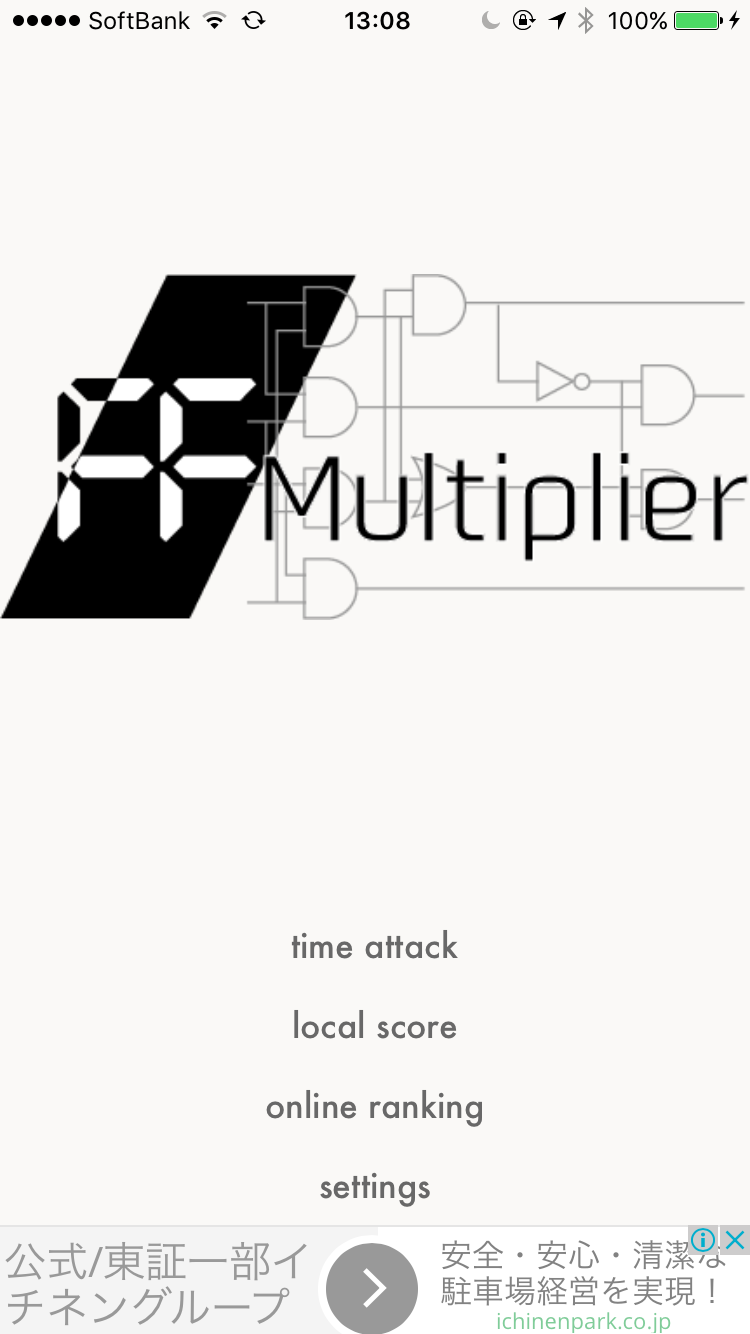 SoftBank 13:08 100%
FF Multiplier
time attack
local score
online ranking
settings
公式/東証一部イ
チネングループ
安全・安心・清潔な
駐車場経営を実現！
ichinenpark.co.jp